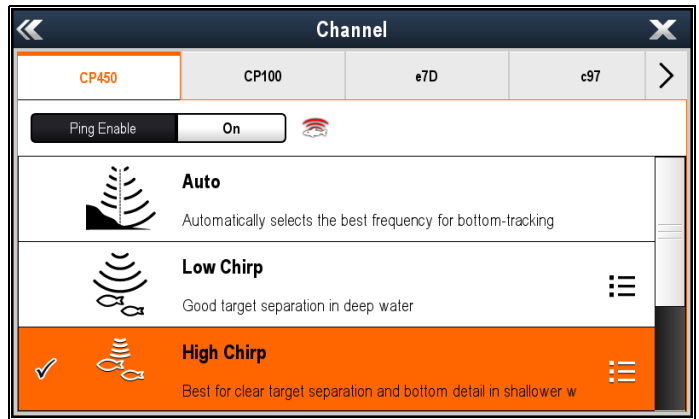 Channel
CP450 CP100 e7D c97
Ping Enable On
Auto
Automatically selects the best frequency for bottom-tracking
Low Chirp
Good target separation in deep water
High Chirp
Best for clear target separation and bottom detail in shallower w